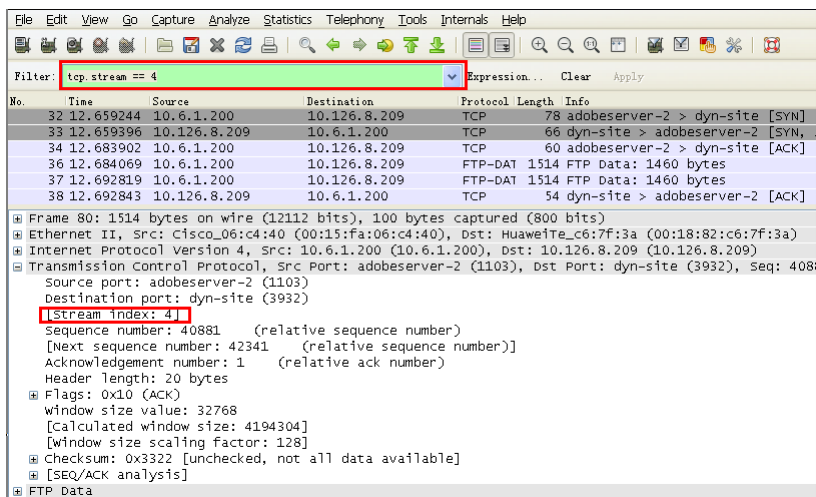 File Edit View Go Capture Analyze Statistics Telephony Tools Internals Help
Filter: tcp.stream == 4 Expression... Clear Apply
No. Time Source Destination Protocol Length Info
32 12.659244 10.6.1.200 10.126.8.209 TCP 78 adobeserver-2 > dyn-site [SYN]
33 12.659396 10.126.8.209 10.6.1.200 TCP 66 dyn-site > adobeserver-2 [SYN,
34 12.683902 10.6.1.200 10.126.8.209 TCP 60 adobeserver-2 > dyn-site [ACK]
36 12.684069 10.6.1.200 10.126.8.209 FTP-DAT 1514 FTP Data: 1460 bytes
37 12.692819 10.6.1.200 10.126.8.209 FTP-DAT 1514 FTP Data: 1460 bytes
38 12.692843 10.126.8.209 10.6.1.200 TCP 54 dyn-site > adobeserver-2 [ACK]
Frame 80: 1514 bytes on wire (12112 bits), 100 bytes captured (800 bits)
Ethernet II, Src: Cisco_06:c4:40 (00:15:fa:06:c4:40), Dst: HuaweiTe_c6:7f:3a (00:18:82:c6:7f:3a)
Internet Protocol Version 4, Src: 10.6.1.200 (10.6.1.200), Dst: 10.126.8.209 (10.126.8.209)
Transmission Control Protocol, Src Port: adobeserver-2 (1103), Dst Port: dyn-site (3932), Seq: 4088
Source port: adobeserver-2 (1103)
Destination port: dyn-site (3932)
[Stream index: 4]
Sequence number: 40881 (relative sequence number)
[Next sequence number: 42341 (relative sequence number)]
Acknowledgement number: 1 (relative ack number)
Header length: 20 bytes
Flags: 0x10 (ACK)
Window size value: 32768
[Calculated window size: 4194304]
[Window size scaling factor: 128]
Checksum: 0x3322 [unchecked, not all data available]
[SEQ/ACK analysis]
FTP Data